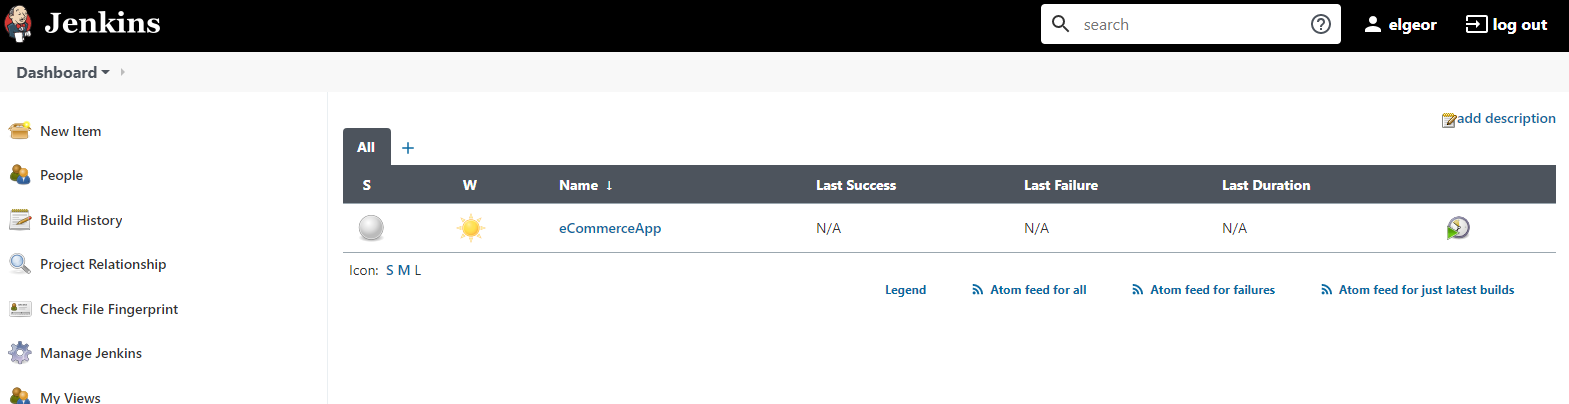 Jenkins
search
elgeor
log out
Dashboard
add description
New Item
People
Build History
Project Relationship
Check File Fingerprint
Manage Jenkins
My Views
All +
S W Name ↓ Last Success Last Failure Last Duration
eCommerceApp N/A N/A N/A
Icon: S M L
Legend Atom feed for all Atom feed for failures Atom feed for just latest builds